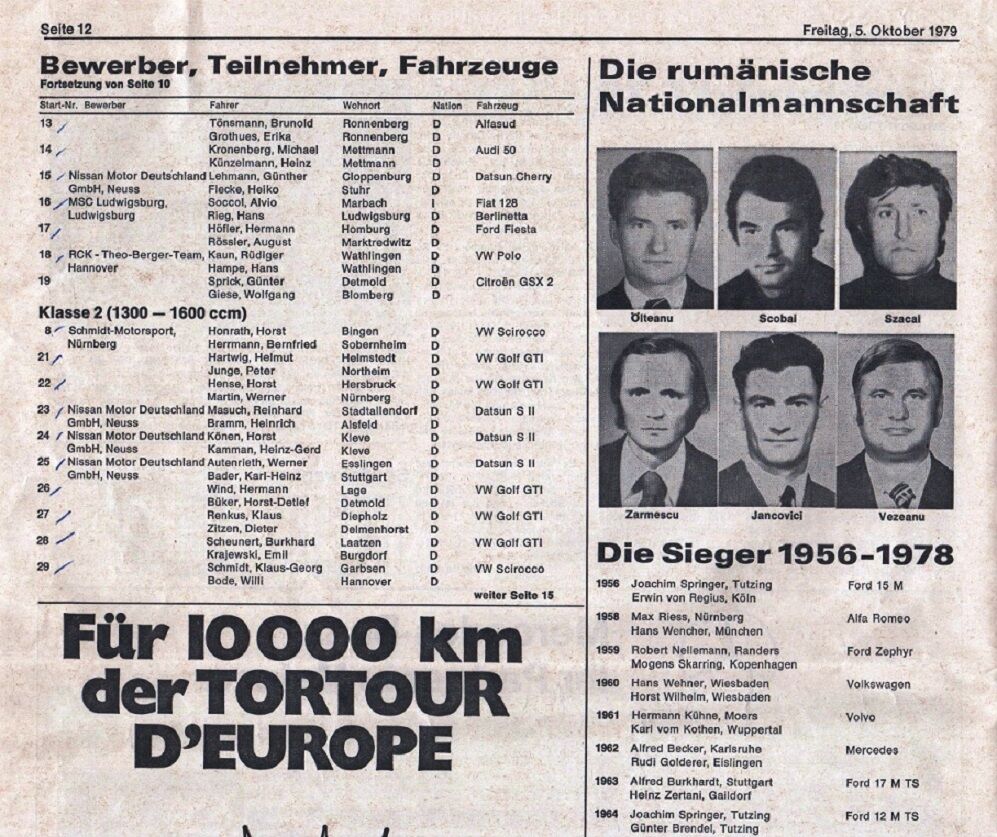 Seite 12
Freitag, 5. Oktober 1979
Bewerber, Teilnehmer, Fahrzeuge
Fortsetzung von Seite 10
Start-Nr. Bewerber Fahrer Wohnort Nation Fahrzeug
13 Tönsmann, Brunold Ronnenberg D Alfasud
Grothues, Erika Ronnenberg D
14 Kronenberg, Michael Mettmann D Audi 50
Künzelmann, Heinz Mettmann D
15 Nissan Motor Deutschland Lehmann, Günther Cloppenburg D Datsun Cherry
GmbH, Neuss Flecke, Heiko Stuhr D
16 MSC Ludwigsburg, Soccol, Alvio Marbach I Fiat 128
Ludwigsburg Rieg, Hans Ludwigsburg D Berlinetta
17 Höfler, Hermann Homburg D Ford Fiesta
Rössler, August Marktredwitz D
18 RCK - Theo-Berger-Team, Kaun, Rüdiger Wathlingen D VW Polo
Hannover Hampe, Hans Wathlingen D
19 Sprick, Günter Detmold D Citroën GSX 2
Giese, Wolfgang Blomberg D
Klasse 2 (1300 — 1600 ccm)
8 Schmidt-Motorsport, Honrath, Horst Bingen D VW Scirocco
Nürnberg Herrmann, Bernfried Sobernheim D
21 Hartwig, Helmut Helmstedt D VW Golf GTI
Junge, Peter Northeim D
22 Hense, Horst Hersbruck D VW Golf GTI
Martin, Werner Nürnberg D
23 Nissan Motor Deutschland Masuch, Reinhard Stadtallendorf D Datsun S II
GmbH, Neuss Bramm, Heinrich Alsfeld D
24 Nissan Motor Deutschland Könen, Horst Kleve D Datsun S II
GmbH, Neuss Kamman, Heinz-Gerd Kleve D
25 Nissan Motor Deutschland Autenrieth, Werner Esslingen D Datsun S II
GmbH, Neuss Bader, Karl-Heinz Stuttgart D
26 Wind, Hermann Lage D VW Golf GTI
Büker, Horst-Detlef Detmold D
27 Renkus, Klaus Diepholz D VW Golf GTI
Zitzen, Dieter Delmenhorst D
28 Scheunert, Burkhard Laatzen D VW Golf GTI
Krajewski, Emil Burgdorf D
29 Schmidt, Klaus-Georg Garbsen D VW Scirocco
Bode, Willi Hannover D
weiter Seite 15
Für 10000 km
der TORTOUR
D'EUROPE
Die rumänische
Nationalmannschaft
Olteanu Scobai Szacai
Zarmescu Jancovici Vezeanu
Die Sieger 1956-1978
1956 Joachim Springer, Tutzing Ford 15 M
Erwin von Regius, Köln
1958 Max Riess, Nürnberg Alfa Romeo
Hans Wencher, München
1959 Robert Nellemann, Randers Ford Zephyr
Mogens Skarring, Kopenhagen
1960 Hans Wehner, Wiesbaden Volkswagen
Horst Wilhelm, Wiesbaden
1961 Hermann Kühne, Moers Volvo
Karl vom Kothen, Wuppertal
1962 Alfred Becker, Karlsruhe Mercedes
Rudi Golderer, Eislingen
1963 Alfred Burkhardt, Stuttgart Ford 17 M TS
Heinz Zertani, Gaildorf
1964 Joachim Springer, Tutzing Ford 12 M TS
Günter Brendel, Tutzing